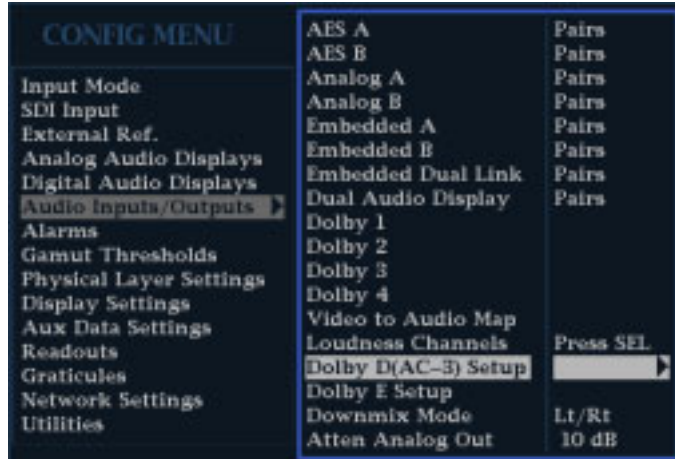 CONFIG MENU
Input Mode
SDI Input
External Ref.
Analog Audio Displays
Digital Audio Displays
Audio Inputs/Outputs
Alarms
Gamut Thresholds
Physical Layer Settings
Display Settings
Aux Data Settings
Readouts
Graticules
Network Settings
Utilities
AES A Pairs
AES B Pairs
Analog A Pairs
Analog B Pairs
Embedded A Pairs
Embedded B Pairs
Embedded Dual Link Pairs
Dual Audio Display Pairs
Dolby 1
Dolby 2
Dolby 3
Dolby 4
Video to Audio Map
Loudness Channels Press SEL
Dolby D(AC-3) Setup
Dolby E Setup
Downmix Mode Lt/Rt
Atten Analog Out 10 dB